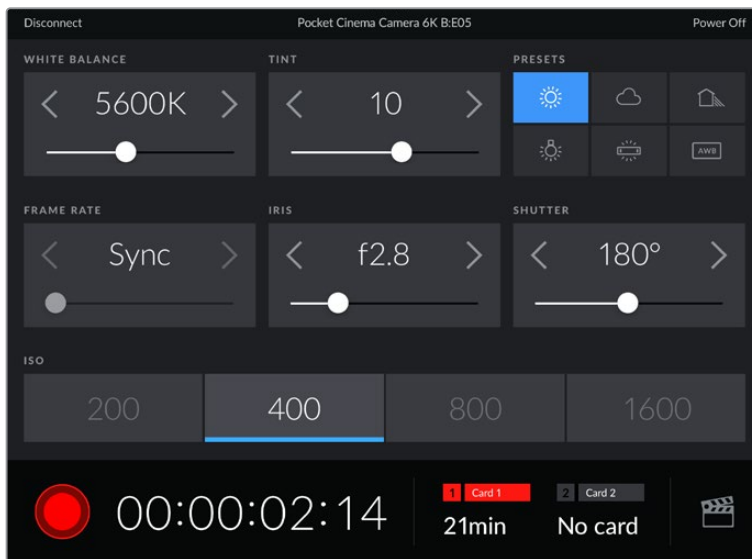 Disconnect Pocket Cinema Camera 6K B:E05 Power Off
WHITE BALANCE TINT PRESETS
5600K 10
AWB
FRAME RATE IRIS SHUTTER
Sync f2.8 180°
ISO
200 400 800 1600
1 Card 1 2 Card 2
00:00:02:14 21min No card